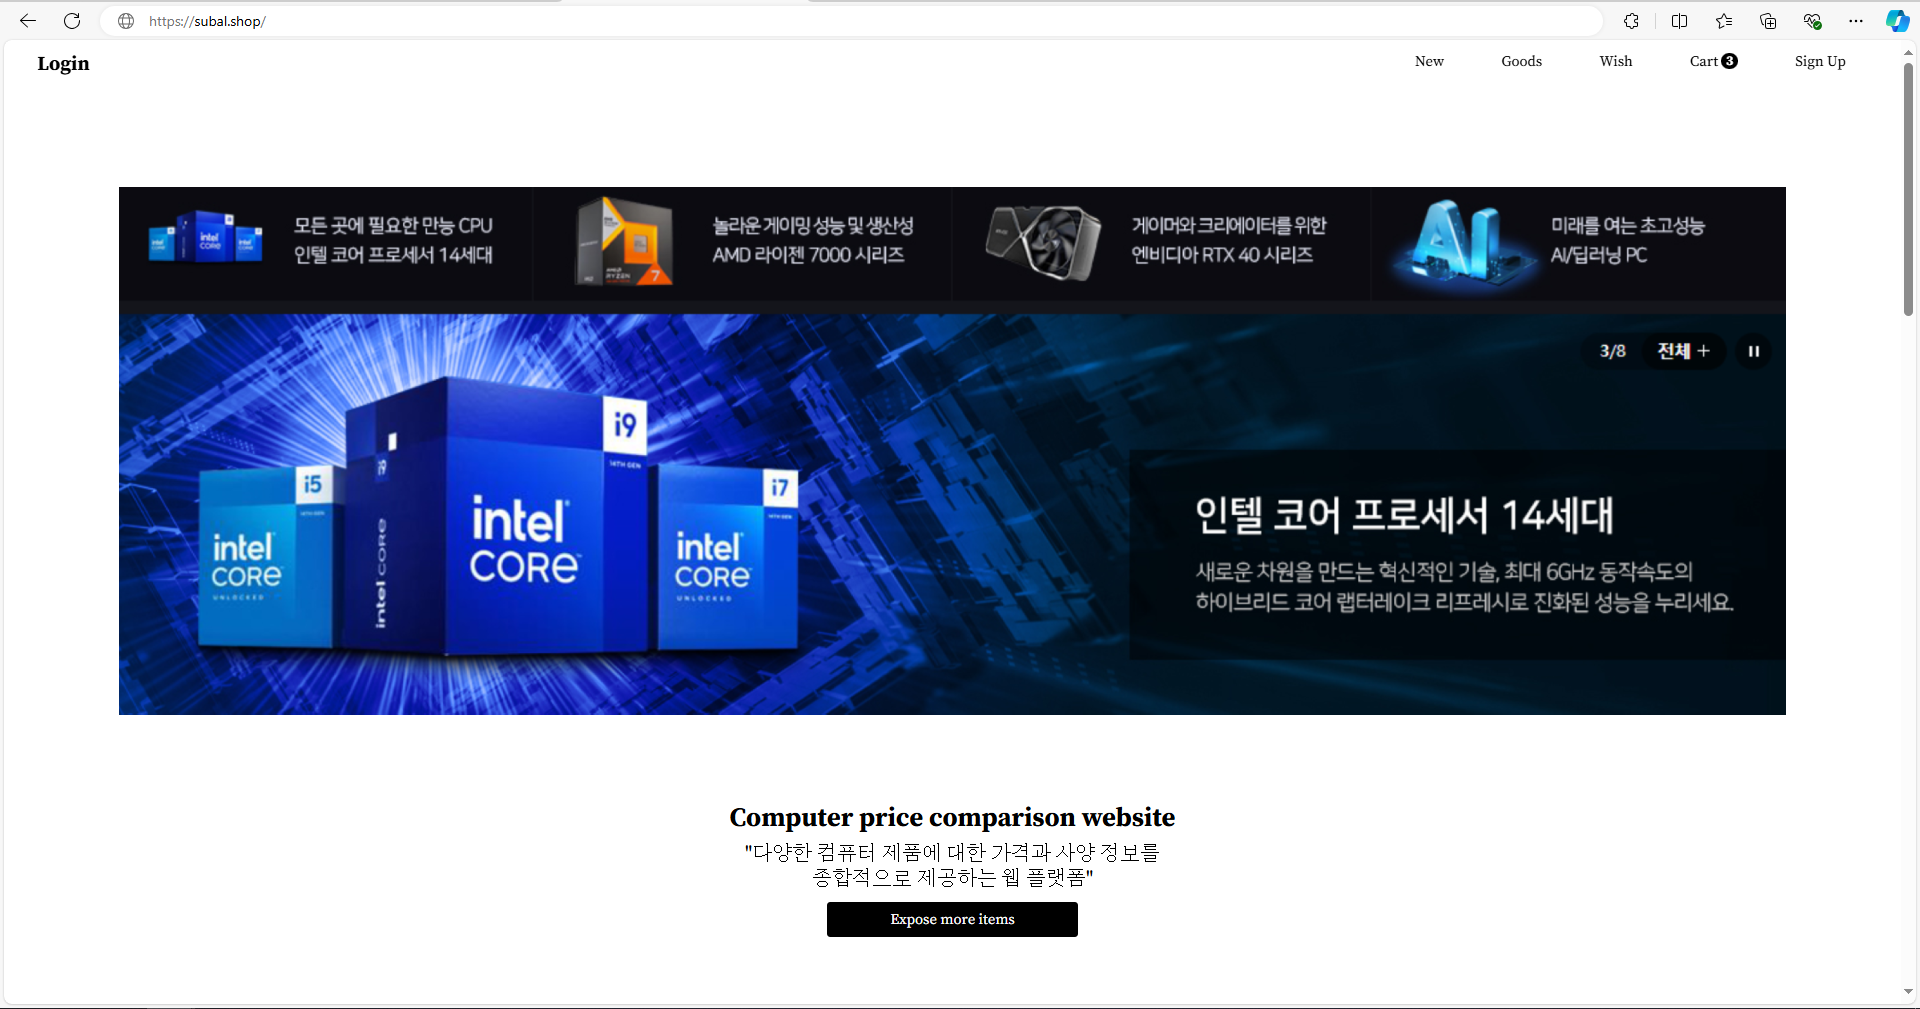 https://subal.shop/
Login
New
Goods
Wish
Cart 3
Sign Up
모든 곳에 필요한 만능 CPU
인텔 코어 프로세서 14세대
놀라운 게이밍 성능 및 생산성
AMD 라이젠 7000 시리즈
게이머와 크리에이터를 위한
엔비디아 RTX 40 시리즈
미래를 여는 초고성능
AI/딥러닝 PC
intel
CORE
AMD
RYZEN
7
AI
3/8
전체 +
i9
14TH GEN
i5
i7
intel
CORE
UNLOCKED
intel CORE
intel
CORE
intel
CORE
UNLOCKED
인텔 코어 프로세서 14세대
새로운 차원을 만드는 혁신적인 기술, 최대 6GHz 동작속도의
하이브리드 코어 랩터레이크 리프레시로 진화된 성능을 누리세요.
Computer price comparison website
"다양한 컴퓨터 제품에 대한 가격과 사양 정보를
종합적으로 제공하는 웹 플랫폼"
Expose more items